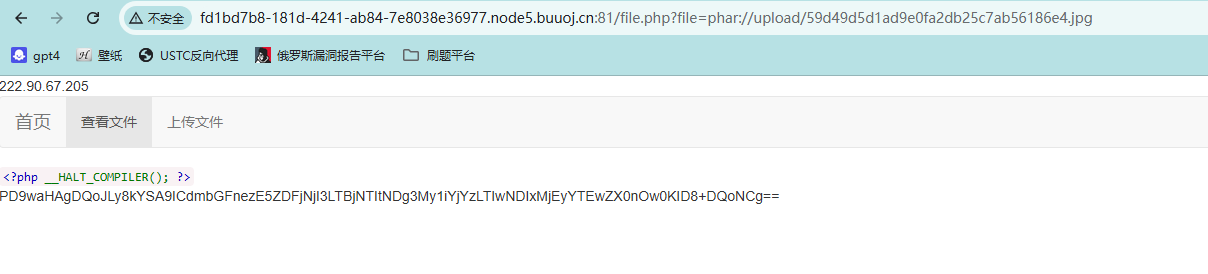 不安全 fd1bd7b8-181d-4241-ab84-7e8038e36977.node5.buuoj.cn:81/file.php?file=phar://upload/59d49d5d1ad9e0fa2db25c7ab56186e4.jpg
gpt4 壁纸 USTC反向代理 俄罗斯漏洞报告平台 刷题平台
222.90.67.205
首页 查看文件 上传文件
<?php __HALT_COMPILER(); ?>
PD9waHAgDQoJLy8kYSA9ICdmbGFnezE5ZDFjNjI3LTBjNTItNDg3My1iYjYzLTIwNDIxMjEyYTEwZX0nOw0KID8+DQoNCg==